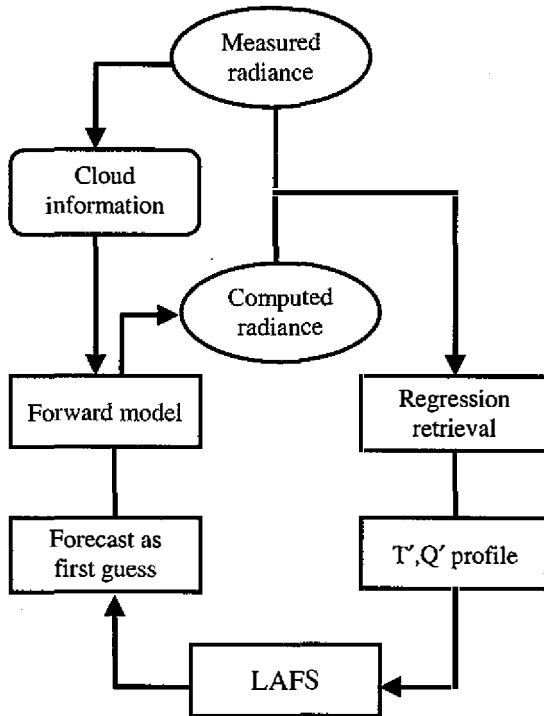 Measured
radiance
Cloud
information
Computed
radiance
Forward model
Regression
retrieval
Forecast as
first guess
T′,Q′ profile
LAFS